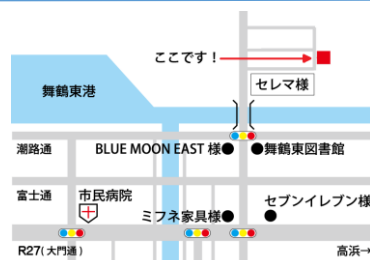 ここです！
セレマ様
舞鶴東港
潮路通
BLUE MOON EAST 様
舞鶴東図書館
富士通
市民病院
セブンイレブン様
ミフネ家具様
R27(大門通)
高浜→